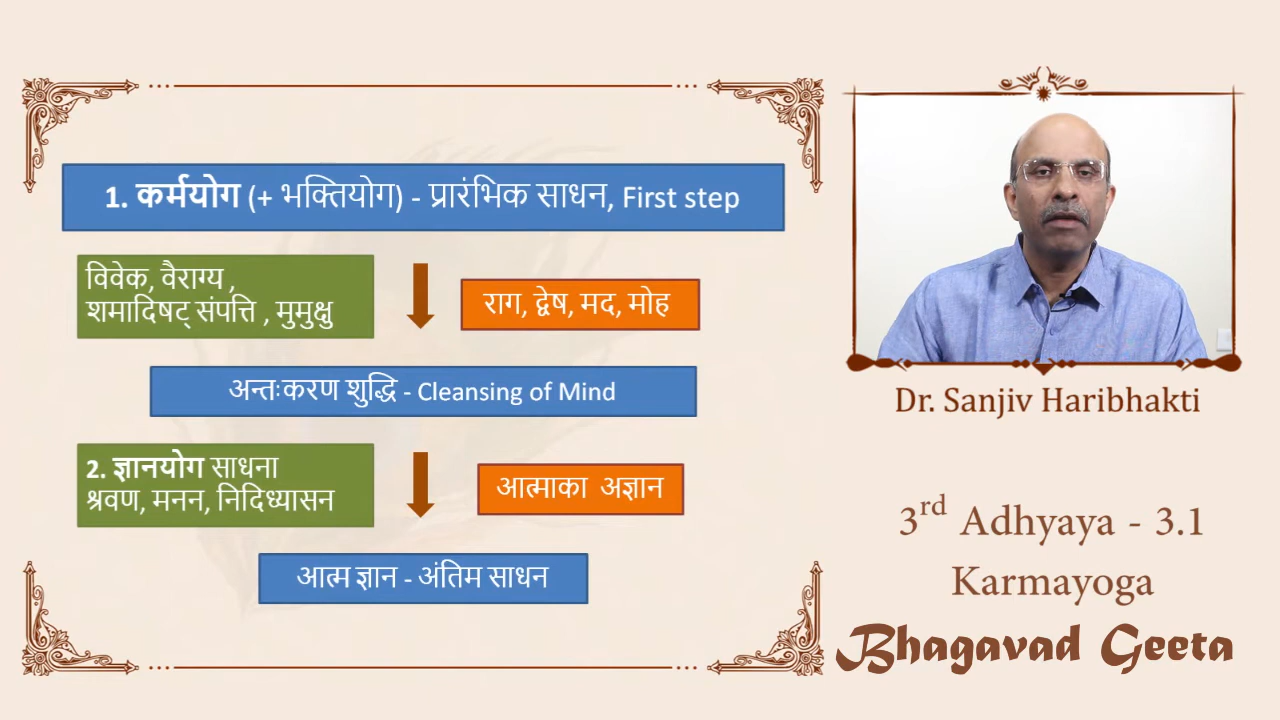 1. कर्मयोग (+ भक्तियोग) - प्रारंभिक साधन, First step
विवेक, वैराग्य ,
शमादिषट् संपत्ति , मुमुक्षु
राग, द्वेष, मद, मोह
अन्तःकरण शुद्धि - Cleansing of Mind
2. ज्ञानयोग साधना
श्रवण, मनन, निदिध्यासन
आत्माका अज्ञान
आत्म ज्ञान - अंतिम साधन
Dr. Sanjiv Haribhakti
3rd Adhyaya - 3.1
Karmayoga
Bhagavad Geeta